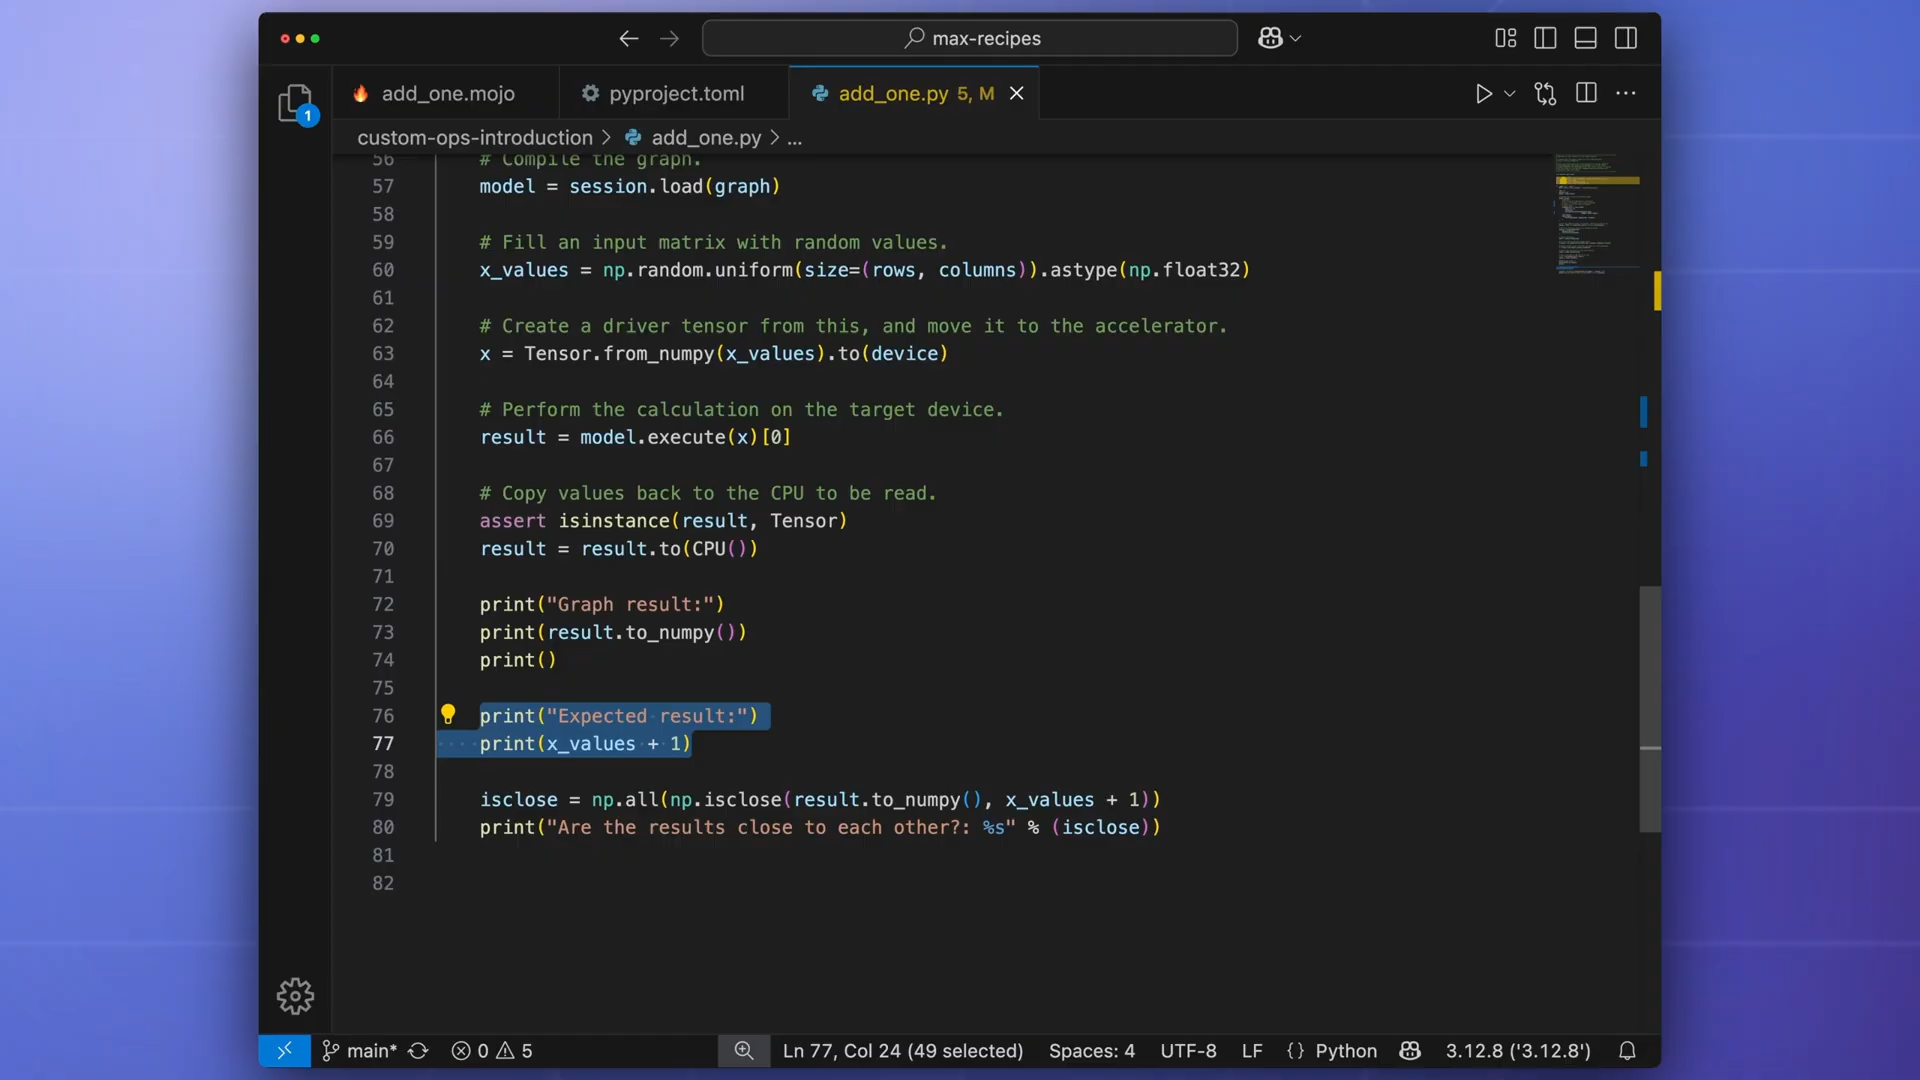 max-recipes
add_one.mojo
pyproject.toml
add_one.py 5, M
1
custom-ops-introduction > add_one.py > ...
56 # Compile the graph.
57 model = session.load(graph)
58
59 # Fill an input matrix with random values.
60 x_values = np.random.uniform(size=(rows, columns)).astype(np.float32)
61
62 # Create a driver tensor from this, and move it to the accelerator.
63 x = Tensor.from_numpy(x_values).to(device)
64
65 # Perform the calculation on the target device.
66 result = model.execute(x)[0]
67
68 # Copy values back to the CPU to be read.
69 assert isinstance(result, Tensor)
70 result = result.to(CPU())
71
72 print("Graph result:")
73 print(result.to_numpy())
74 print()
75
76 print("Expected result:")
77 print(x_values + 1)
78
79 isclose = np.all(np.isclose(result.to_numpy(), x_values + 1))
80 print("Are the results close to each other?: %s" % (isclose))
81
82
main* 0 5 Ln 77, Col 24 (49 selected) Spaces: 4 UTF-8 LF {} Python 3.12.8 ('3.12.8')